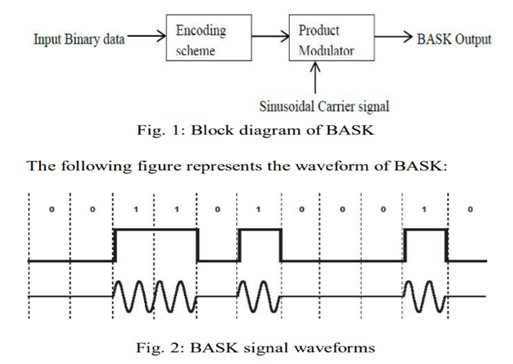 Input Binary data
Encoding
scheme
Product
Modulator
BASK Output
Sinusoidal Carrier signal
Fig. 1: Block diagram of BASK
The following figure represents the waveform of BASK:
0 0 1 1 0 1 0 0 0 1 0
Fig. 2: BASK signal waveforms